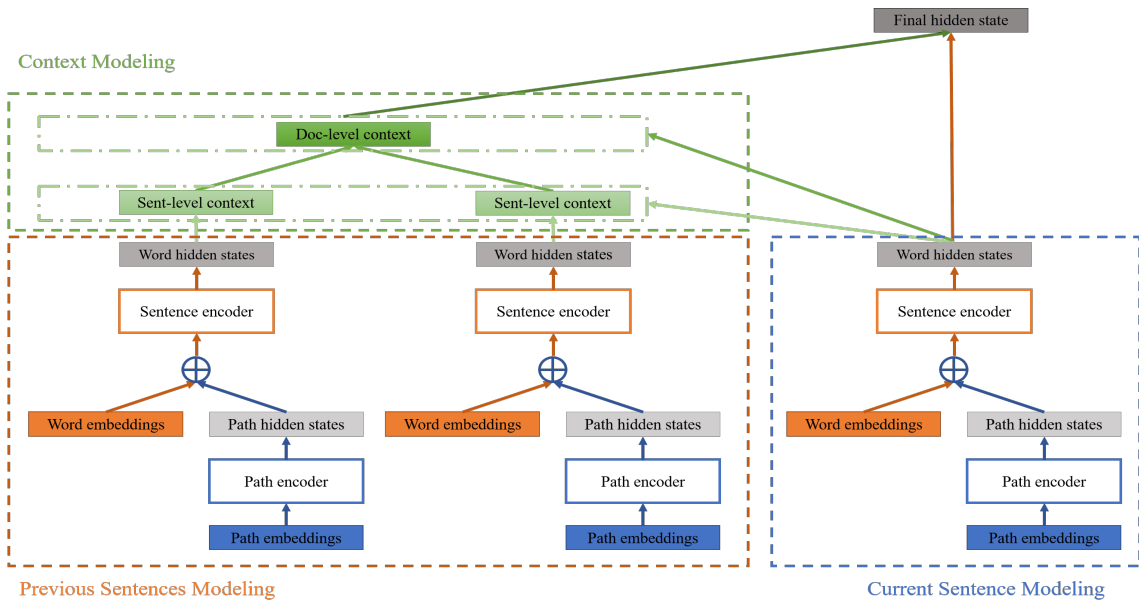 Final hidden state
Context Modeling
Doc-level context
Sent-level context
Sent-level context
Word hidden states
Word hidden states
Word hidden states
Sentence encoder
Sentence encoder
Sentence encoder
Word embeddings
Path hidden states
Word embeddings
Path hidden states
Word embeddings
Path hidden states
Path encoder
Path encoder
Path encoder
Path embeddings
Path embeddings
Path embeddings
Previous Sentences Modeling
Current Sentence Modeling